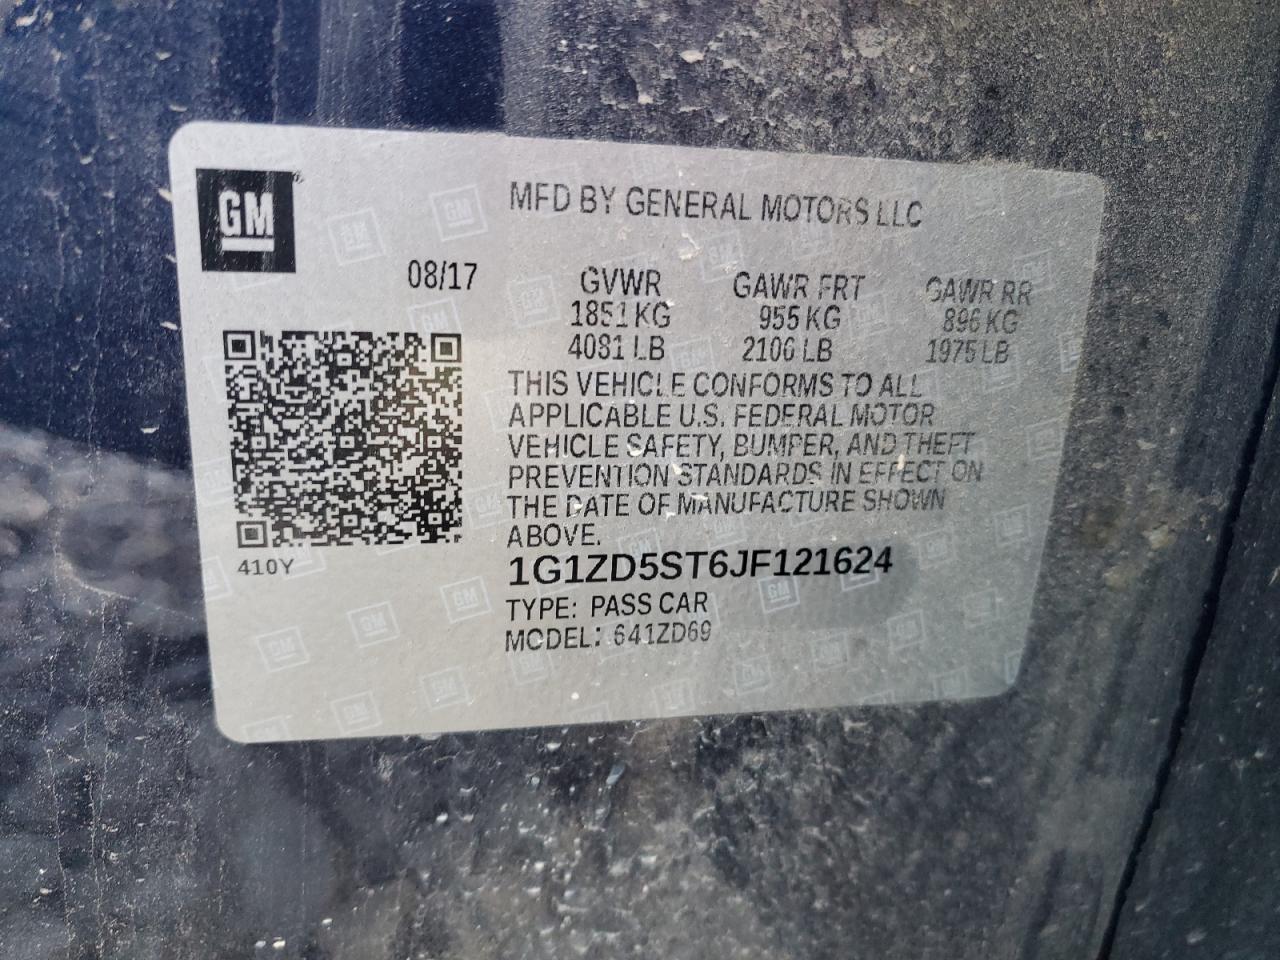 GM
MFD BY GENERAL MOTORS LLC
08/17
GVWR GAWR FRT GAWR RR
1851 KG 955 KG 896 KG
4081 LB 2106 LB 1975 LB
THIS VEHICLE CONFORMS TO ALL
APPLICABLE U.S. FEDERAL MOTOR
VEHICLE SAFETY, BUMPER, AND THEFT
PREVENTION STANDARDS IN EFFECT ON
THE DATE OF MANUFACTURE SHOWN
ABOVE.
410Y
1G1ZD5ST6JF121624
TYPE: PASS CAR
MODEL: 641ZD69